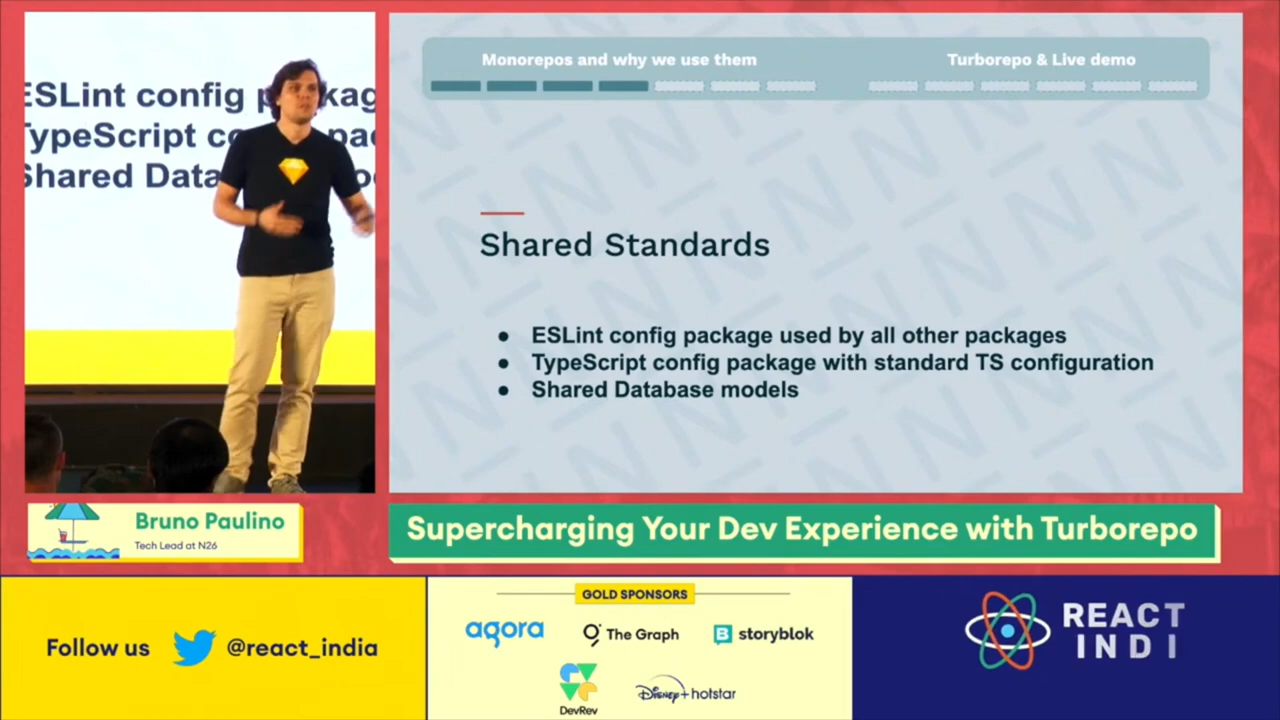 ESLint config packag
TypeScript co pac
Shared Data o
Monorepos and why we use them
Turborepo & Live demo
Shared Standards
● ESLint config package used by all other packages
● TypeScript config package with standard TS configuration
● Shared Database models
Bruno Paulino
Tech Lead at N26
Supercharging Your Dev Experience with Turborepo
Follow us @react_india
GOLD SPONSORS
agora
The Graph
B storyblok
DevRev
Disney+ hotstar
REACT
INDI